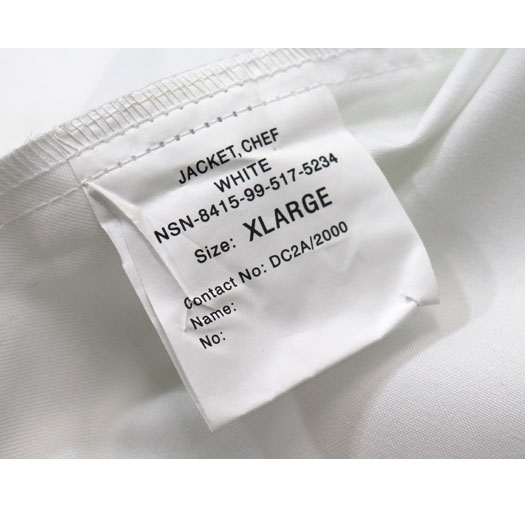 JACKET, CHEF
WHITE
NSN-8415-99-517-5234
Size: XLARGE
Contact No: DC2A/2000
Name:
No: